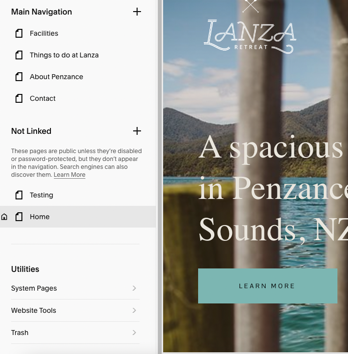 Main Navigation
Facilities
Things to do at Lanza
About Penzance
Contact
Not Linked
These pages are public unless they're disabled
or password-protected, but they don't appear
in the navigation. Search engines can also
discover them. Learn More
Testing
Home
Utilities
System Pages
Website Tools
Trash
LANZA
RETREAT
A spacious
in Penzance
Sounds, NZ
LEARN MORE